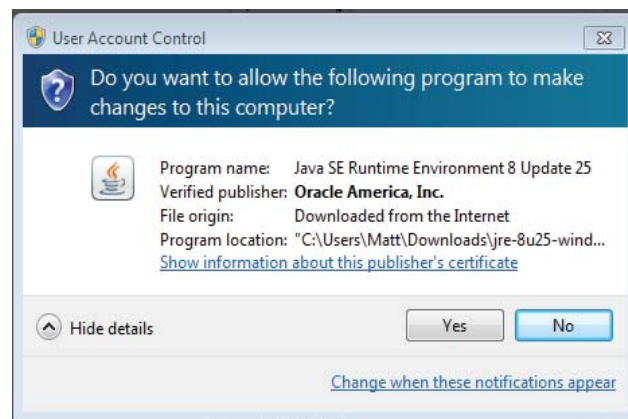 User Account Control
Do you want to allow the following program to make
changes to this computer?
Program name: Java SE Runtime Environment 8 Update 25
Verified publisher: Oracle America, Inc.
File origin: Downloaded from the Internet
Program location: "C:\Users\Matt\Downloads\jre-8u25-wind...
Show information about this publisher's certificate
Hide details
Yes
No
Change when these notifications appear